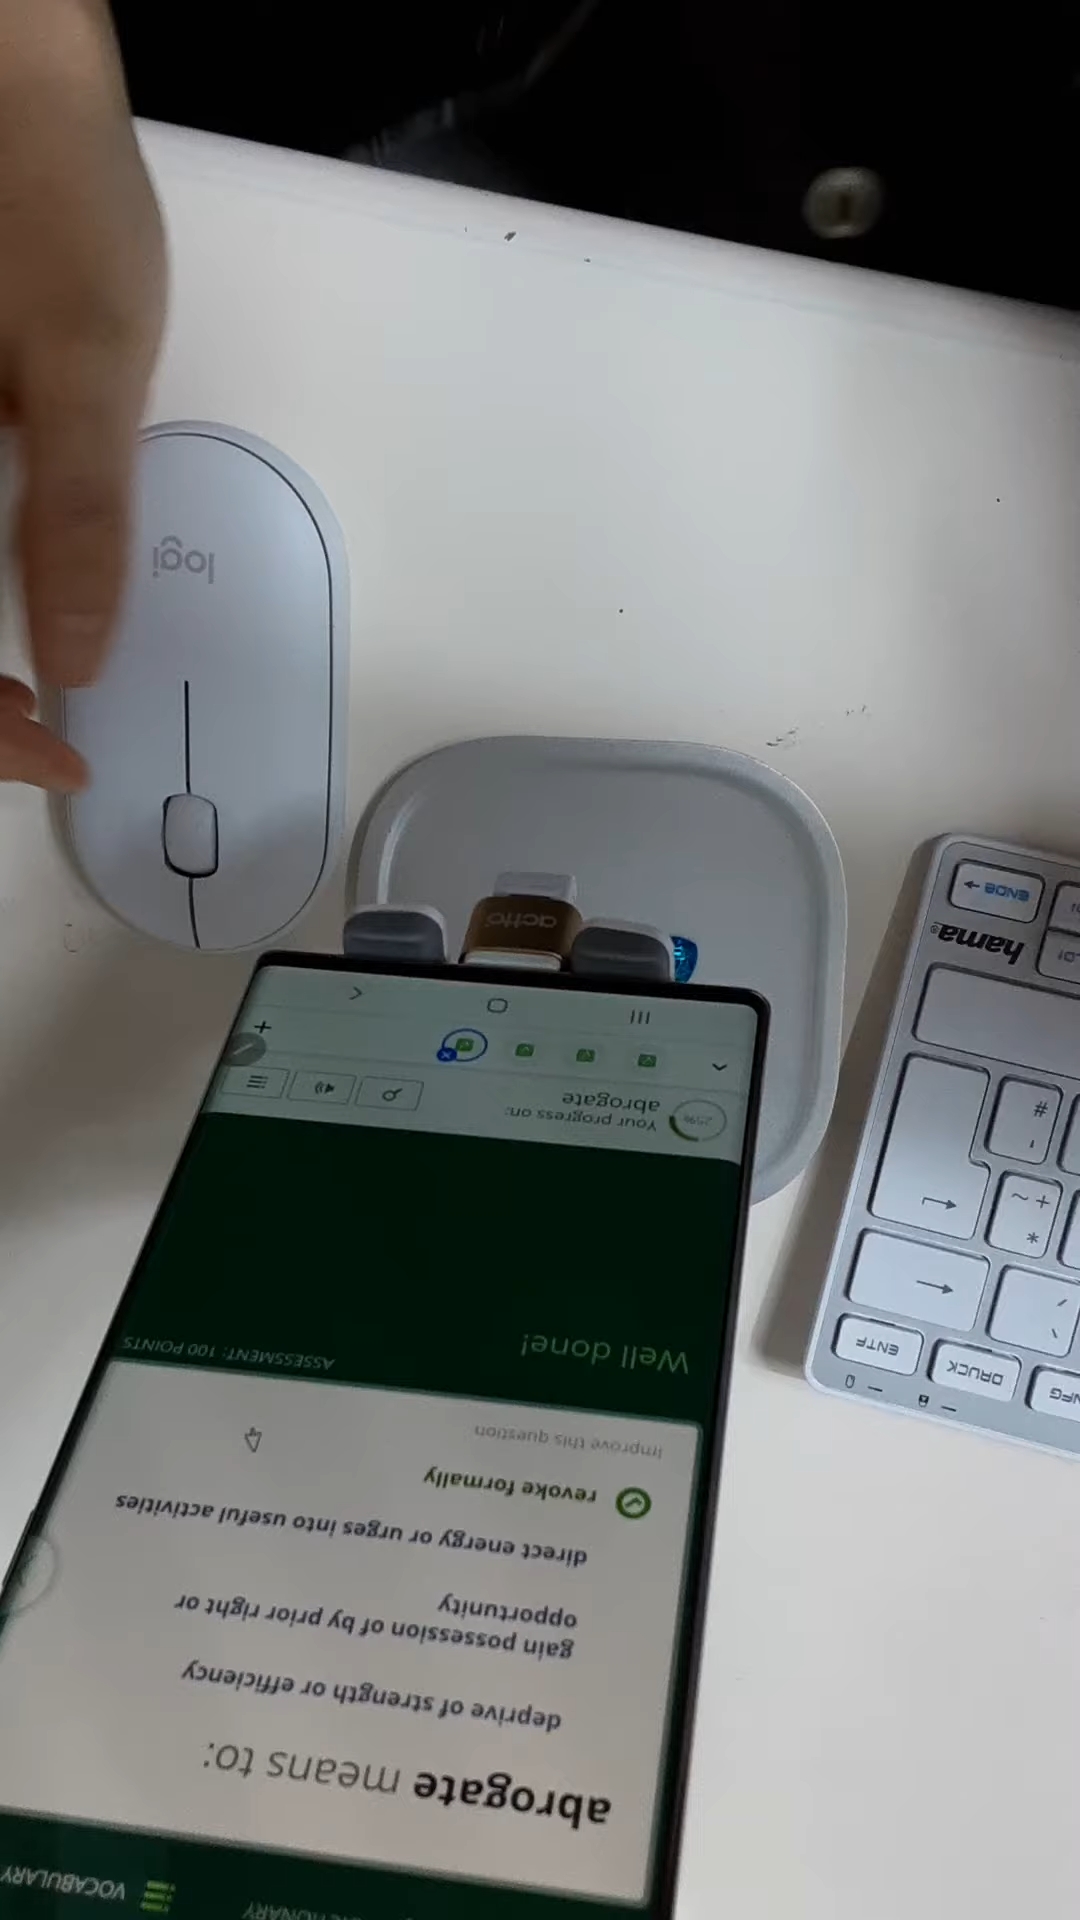 VOCABULARY
abrogate means to:
deprive of strength or efficiency
gain possession of by prior right or
opportunity
direct energy or urges into useful activities
revoke formally
Improve this question
Well done!
ASSESSMENT: 100 POINTS
25%
Your progress on:
abrogate
actto
logi
hama®
ENDE
ENTF
DRUCK
#
'
~ +
*